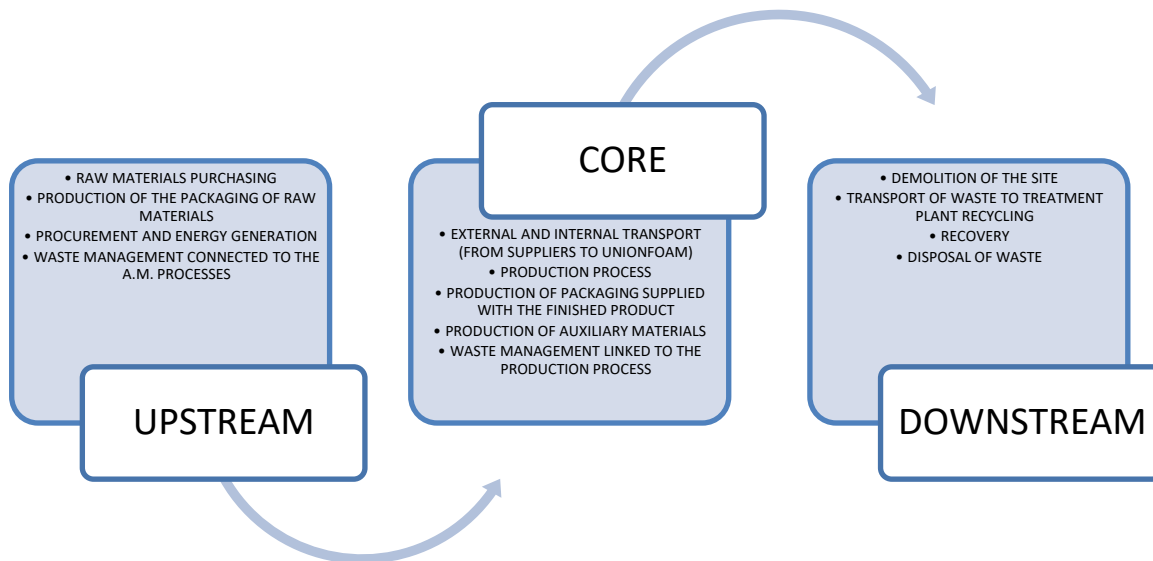 • RAW MATERIALS PURCHASING
• PRODUCTION OF THE PACKAGING OF RAW
MATERIALS
• PROCUREMENT AND ENERGY GENERATION
• WASTE MANAGEMENT CONNECTED TO THE
A.M. PROCESSES
UPSTREAM
CORE
• EXTERNAL AND INTERNAL TRANSPORT
(FROM SUPPLIERS TO UNIONFOAM)
• PRODUCTION PROCESS
• PRODUCTION OF PACKAGING SUPPLIED
WITH THE FINISHED PRODUCT
• PRODUCTION OF AUXILIARY MATERIALS
• WASTE MANAGEMENT LINKED TO THE
PRODUCTION PROCESS
• DEMOLITION OF THE SITE
• TRANSPORT OF WASTE TO TREATMENT
PLANT RECYCLING
• RECOVERY
• DISPOSAL OF WASTE
DOWNSTREAM